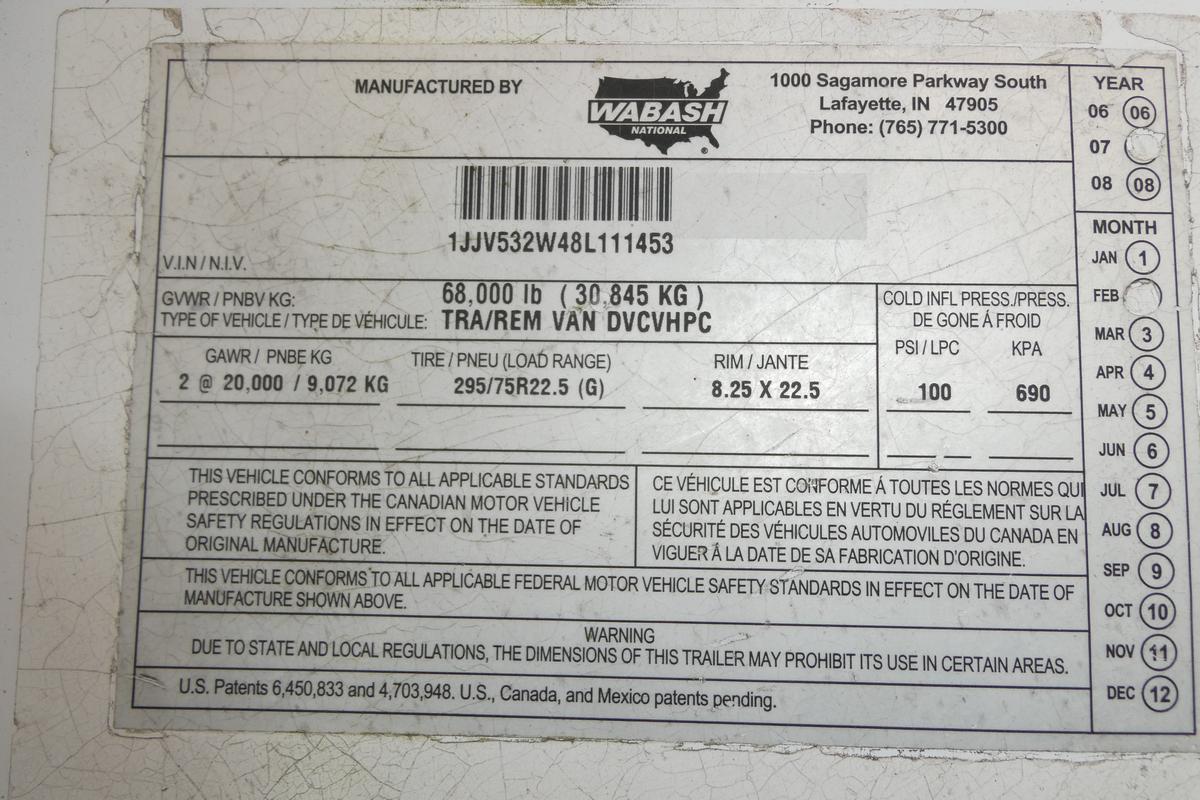 MANUFACTURED BY
WABASH
NATIONAL
®
1000 Sagamore Parkway South
Lafayette, IN 47905
Phone: (765) 771-5300
1JJV532W48L111453
V.I.N / N.I.V.
GVWR / PNBV KG: 68,000 lb ( 30,845 KG )
TYPE OF VEHICLE / TYPE DE VÉHICULE: TRA/REM VAN DVCVHPC
COLD INFL PRESS./PRESS.
DE GONE Á FROID
PSI / LPC KPA
100 690
GAWR / PNBE KG TIRE / PNEU (LOAD RANGE) RIM / JANTE
2 @ 20,000 / 9,072 KG 295/75R22.5 (G) 8.25 X 22.5
THIS VEHICLE CONFORMS TO ALL APPLICABLE STANDARDS
PRESCRIBED UNDER THE CANADIAN MOTOR VEHICLE
SAFETY REGULATIONS IN EFFECT ON THE DATE OF
ORIGINAL MANUFACTURE.
CE VÉHICULE EST CONFORME Á TOUTES LES NORMES QUI
LUI SONT APPLICABLES EN VERTU DU RÉGLEMENT SUR LA
SÉCURITÉ DES VÉHICULES AUTOMOVILES DU CANADA EN
VIGUER Á LA DATE DE SA FABRICATION D'ORIGINE.
THIS VEHICLE CONFORMS TO ALL APPLICABLE FEDERAL MOTOR VEHICLE SAFETY STANDARDS IN EFFECT ON THE DATE OF
MANUFACTURE SHOWN ABOVE.
WARNING
DUE TO STATE AND LOCAL REGULATIONS, THE DIMENSIONS OF THIS TRAILER MAY PROHIBIT ITS USE IN CERTAIN AREAS.
U.S. Patents 6,450,833 and 4,703,948. U.S., Canada, and Mexico patents pending.
YEAR
06 06
07
08 08
MONTH
JAN 1
FEB
MAR 3
APR 4
MAY 5
JUN 6
JUL 7
AUG 8
SEP 9
OCT 10
NOV 11
DEC 12